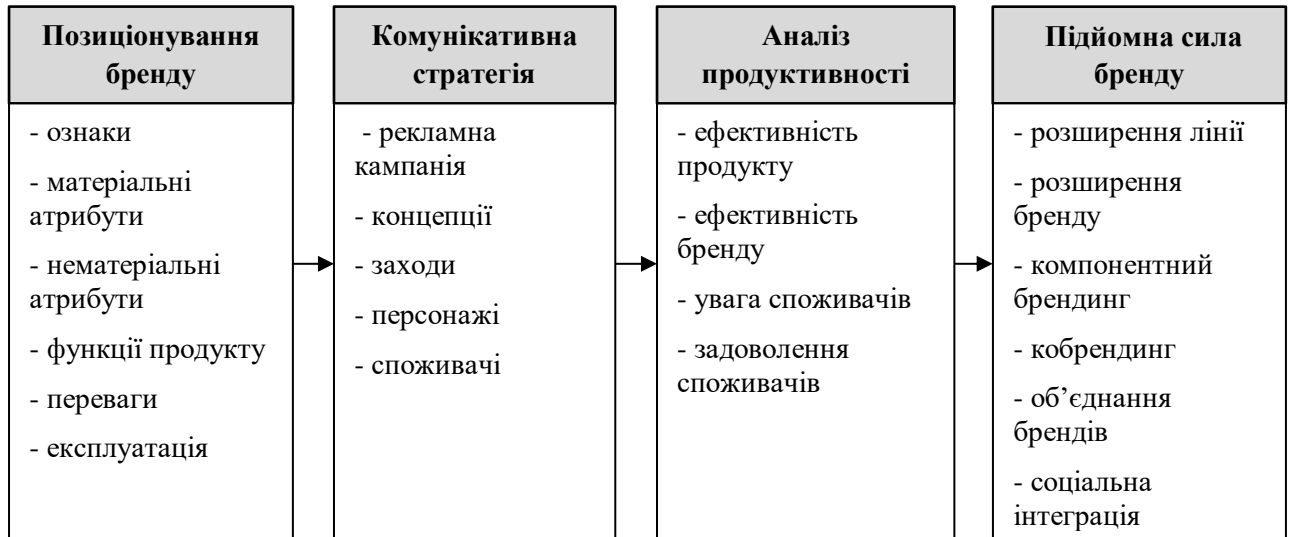 Позиціонування
бренду
- ознаки
- матеріальні
атрибути
- нематеріальні
атрибути
- функції продукту
- переваги
- експлуатація
Комунікативна
стратегія
- рекламна
кампанія
- концепції
- заходи
- персонажі
- споживачі
Аналіз
продуктивності
- ефективність
продукту
- ефективність
бренду
- увага споживачів
- задоволення
споживачів
Підйомна сила
бренду
- розширення лінії
- розширення
бренду
- компонентний
брендинг
- кобрендинг
- об’єднання
брендів
- соціальна
інтеграція